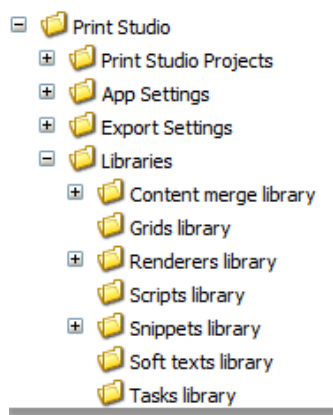 Print Studio
Print Studio Projects
App Settings
Export Settings
Libraries
Content merge library
Grids library
Renderers library
Scripts library
Snippets library
Soft texts library
Tasks library